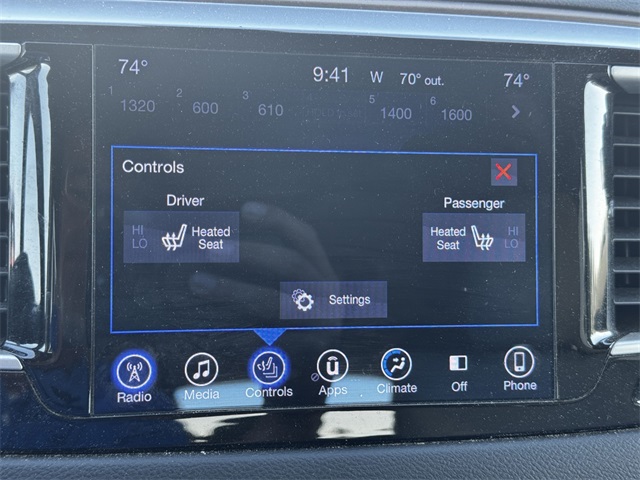 74° 9:41 W 70° out. 74°
1 1320 2 600 3 610 5 1400 6 1600
Controls
Driver Passenger
HI LO Heated Seat Heated Seat HI LO
Settings
Radio Media Controls Apps Climate Off Phone